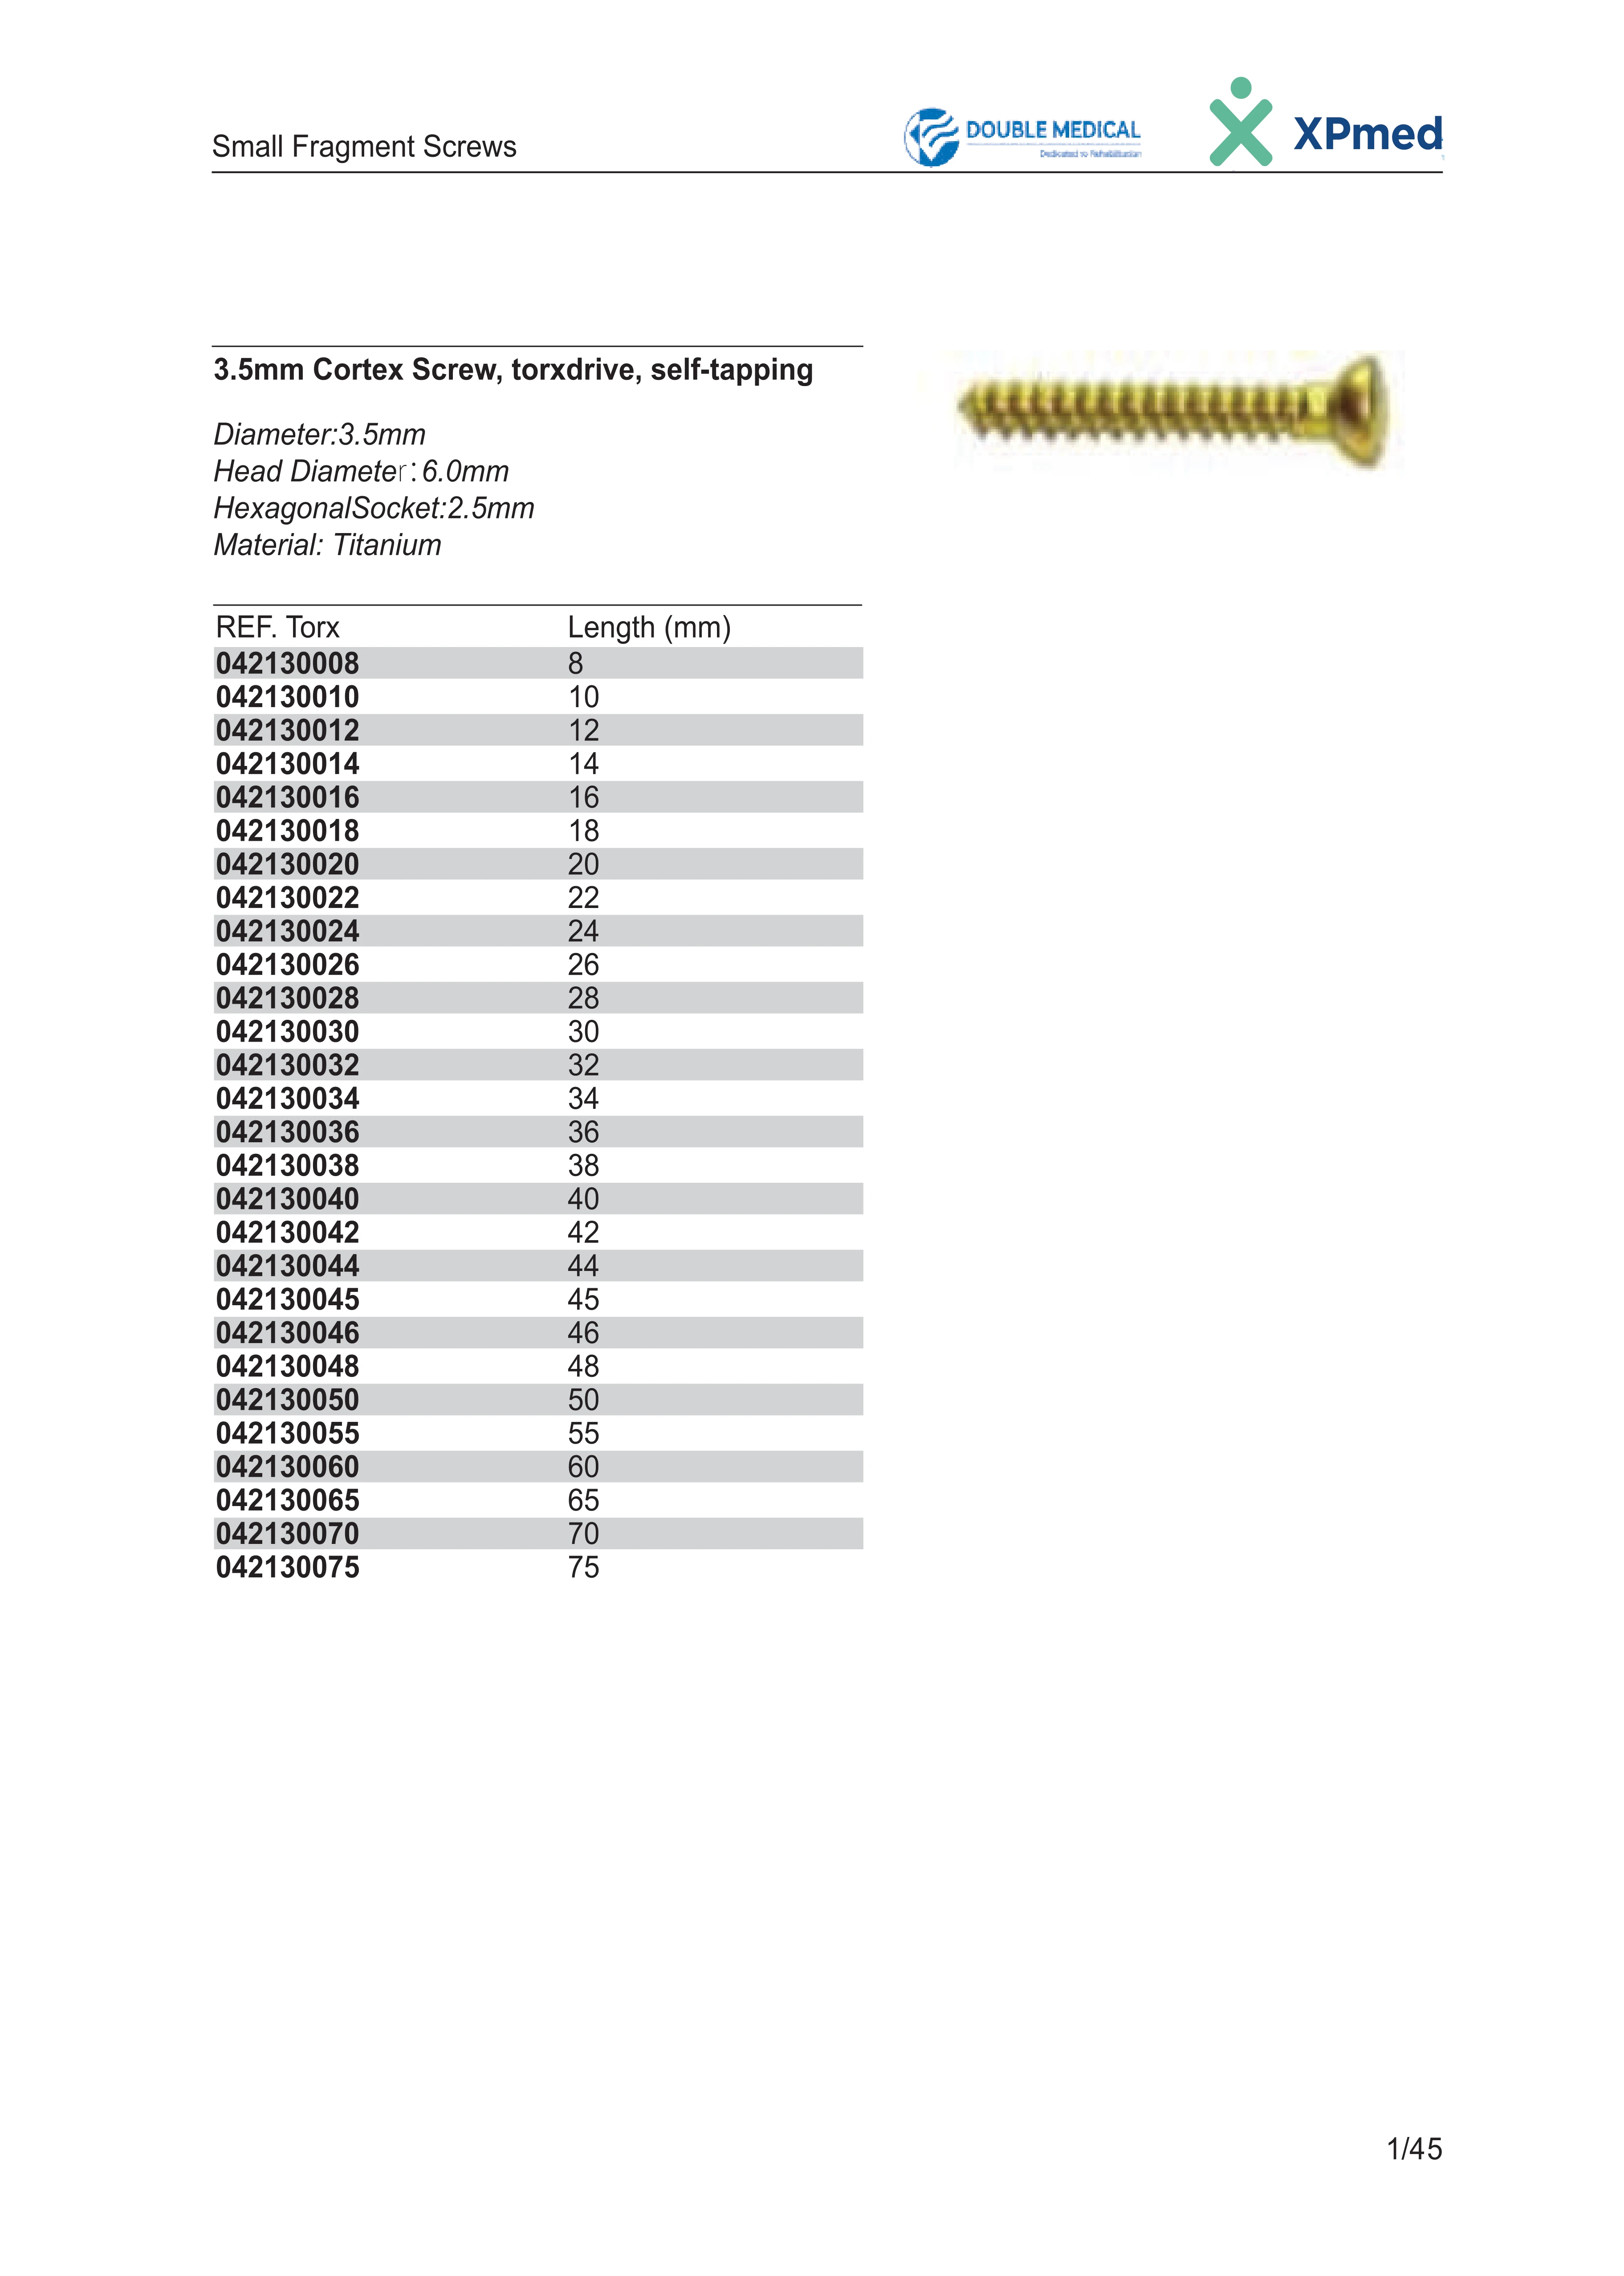 Small Fragment Screws
DOUBLE MEDICAL
Dedicated to Rehabilitation
XPmed
3.5mm Cortex Screw, torxdrive, self-tapping
Diameter:3.5mm
Head Diameter:6.0mm
HexagonalSocket:2.5mm
Material: Titanium
REF. Torx Length (mm)
042130008 8
042130010 10
042130012 12
042130014 14
042130016 16
042130018 18
042130020 20
042130022 22
042130024 24
042130026 26
042130028 28
042130030 30
042130032 32
042130034 34
042130036 36
042130038 38
042130040 40
042130042 42
042130044 44
042130045 45
042130046 46
042130048 48
042130050 50
042130055 55
042130060 60
042130065 65
042130070 70
042130075 75
1/45